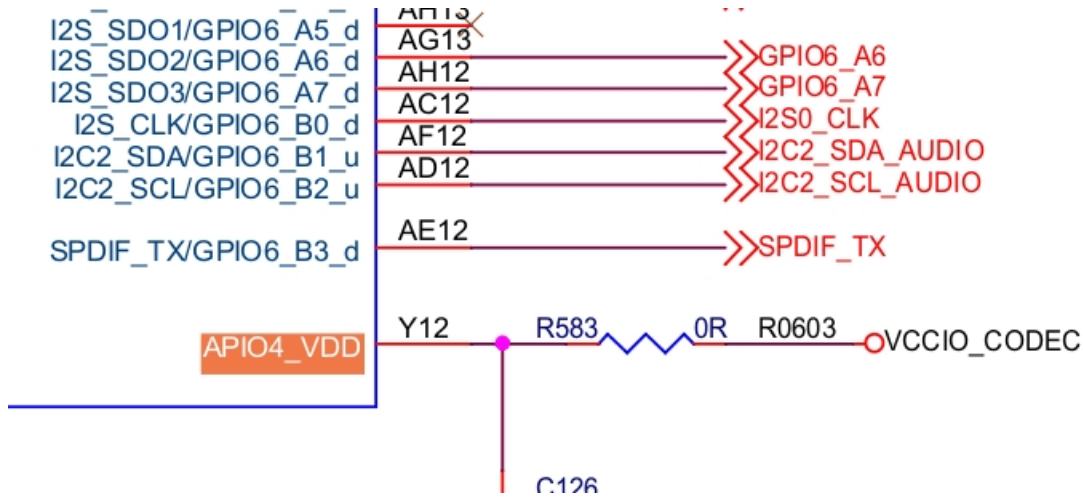 AH13
I2S_SDO1/GPIO6_A5_d
AG13
I2S_SDO2/GPIO6_A6_d
GPIO6_A6
AH12
I2S_SDO3/GPIO6_A7_d
GPIO6_A7
AC12
I2S_CLK/GPIO6_B0_d
I2S0_CLK
AF12
I2C2_SDA/GPIO6_B1_u
I2C2_SDA_AUDIO
AD12
I2C2_SCL/GPIO6_B2_u
I2C2_SCL_AUDIO
AE12
SPDIF_TX/GPIO6_B3_d
SPDIF_TX
APIO4_VDD
Y12
R583
0R
R0603
VCCIO_CODEC
C126